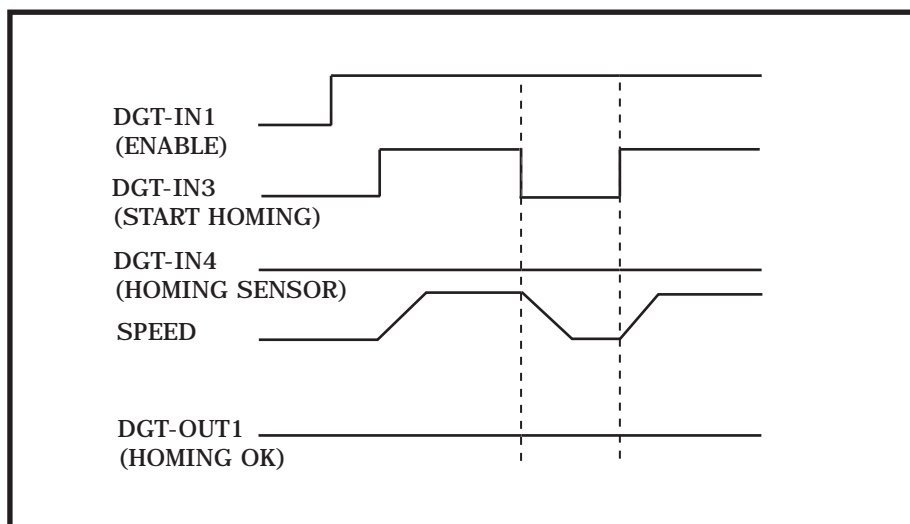 DGT-IN1
(ENABLE)
DGT-IN3
(START HOMING)
DGT-IN4
(HOMING SENSOR)
SPEED
DGT-OUT1
(HOMING OK)